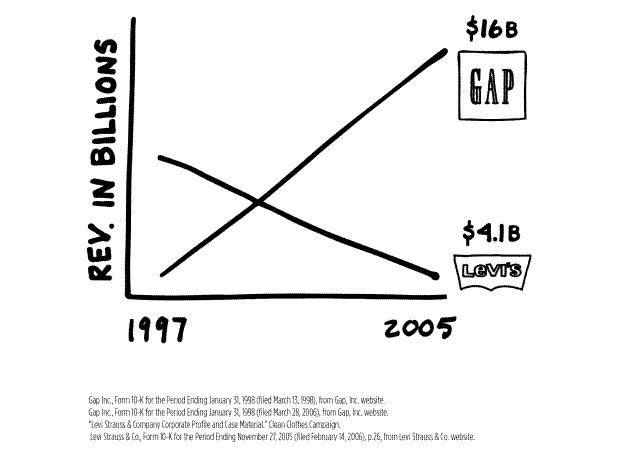 $16B
GAP
REV. IN BILLIONS
$4.1B
Levi's
1997 2005
Gap Inc., Form 10-K for the Period Ending January 31, 1998 (filed March 13, 1998), from Gap, Inc. website.
Gap Inc., Form 10-K for the Period Ending January 31, 1998 (filed March 28, 2006), from Gap, Inc. website.
"Levi Strauss & Company Corporate Profile and Case Material." Clean Clothes Campaign.
Levi Strauss & Co., Form 10-K for the Period Ending November 27, 2005 (filed February 14, 2006), p.26, from Levi Strauss & Co. website.